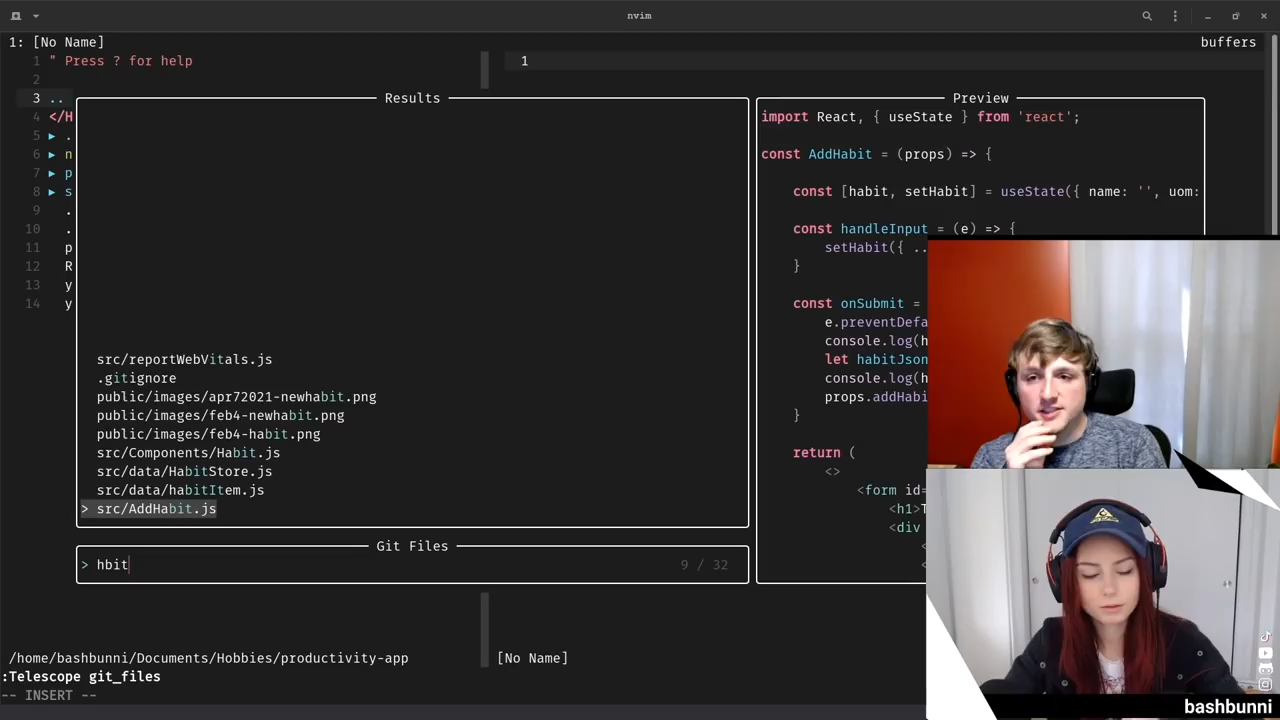 nvim
1: [No Name]
buffers
1 " Press ? for help
1
2
3 ..
4 </H
5 ▸ .
6 ▸ n
7 ▸ p
8 ▸ s
9 .
10 .
11 p
12 R
13 y
14 y
Results
src/reportWebVitals.js
.gitignore
public/images/apr72021-newhabit.png
public/images/feb4-newhabit.png
public/images/feb4-habit.png
src/Components/Habit.js
src/data/HabitStore.js
src/data/habitItem.js
> src/AddHabit.js
Git Files
> hbit
9 / 32
Preview
import React, { useState } from 'react';
const AddHabit = (props) => {
const [habit, setHabit] = useState({ name: '', uom:
const handleInput = (e) => {
setHabit({ ..
}
const onSubmit =
e.preventDefa
console.log(h
let habitJson
console.log(h
props.addHabi
}
return (
<>
<form id=
<h1>T
<div
<
<
/home/bashbunni/Documents/Hobbies/productivity-app
[No Name]
:Telescope git_files
-- INSERT --
bashbunni